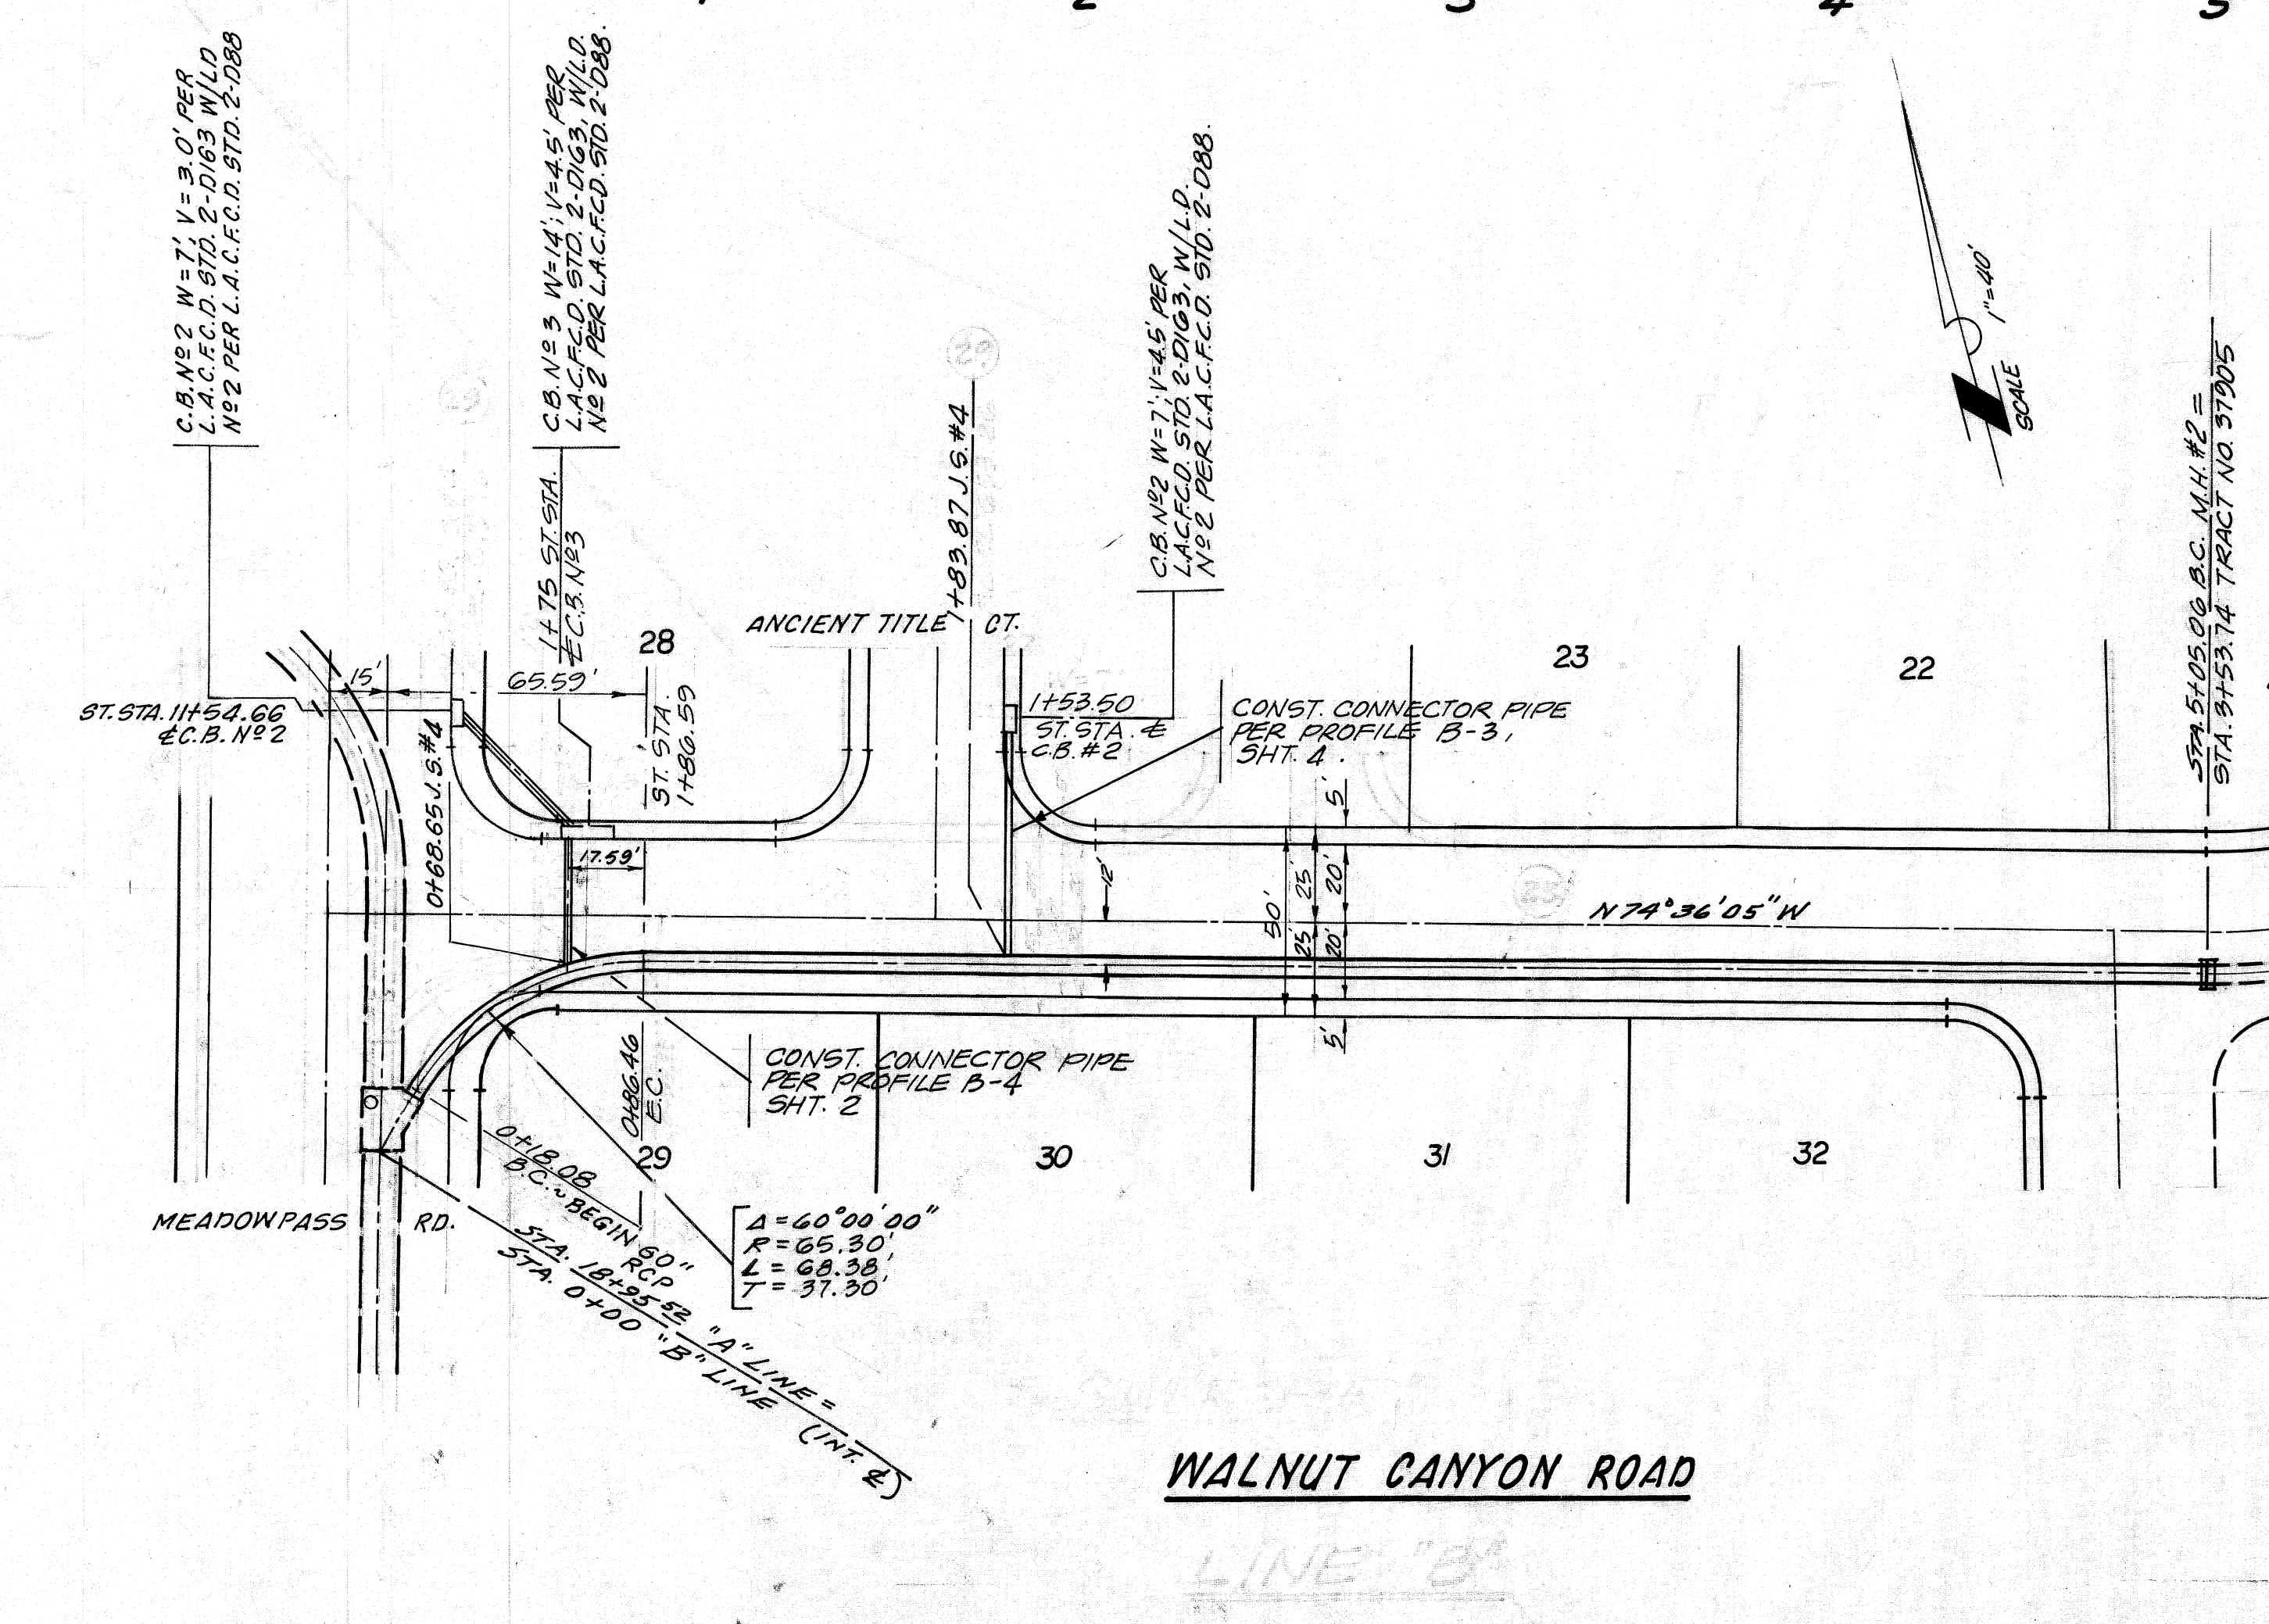 2
3
4
5
C.B. Nº 2 W=7', V=3.0' PER
L.A.C.F.C.D. STD. 2-D163 W/LD
Nº 2 PER L.A.C.F.C.D. STD. 2-D88
C.B. Nº 3 W=14'; V=4.5' PER
L.A.C.F.C.D. STD. 2-D163, W/L.D.
Nº 2 PER L.A.C.F.C.D. STD. 2-D88.
1+75 ST. STA.
℄ C.B. Nº3
1+83.87 J.S.#4
C.B. Nº2 W=7'; V=4.5' PER
L.A.C.F.C.D. STD. 2-D163, W/L.D.
Nº 2 PER L.A.C.F.C.D. STD. 2-D88.
SCALE 1"=40'
STA. 5+05.06 B.C. M.H.#2 =
STA. 3+53.74 TRACT NO. 37905
28
ANCIENT TITLE CT.
23
22
15'
65.59'
ST. STA.
1+86.59
ST. STA. 11+54.66
℄ C.B. Nº 2
0+68.65 J.S.#4
1+53.50
ST. STA. ℄
C.B. #2
CONST. CONNECTOR PIPE
PER PROFILE B-3,
SHT. 4.
17.59'
12'
50'
25'
25'
5'
20'
20'
5'
N 74°36'05" W
0+86.46
E.C.
CONST. CONNECTOR PIPE
PER PROFILE B-4
SHT. 2
29
30
31
32
0+18.08
B.C. ~ BEGIN 60"
RCP
MEADOWPASS RD.
STA. 18+95.52 "A" LINE =
STA. 0+00 "B" LINE (INT. ℄)
Δ = 60°00'00"
R = 65.30'
L = 68.38'
T = 37.30'
WALNUT CANYON ROAD
LINE "B"